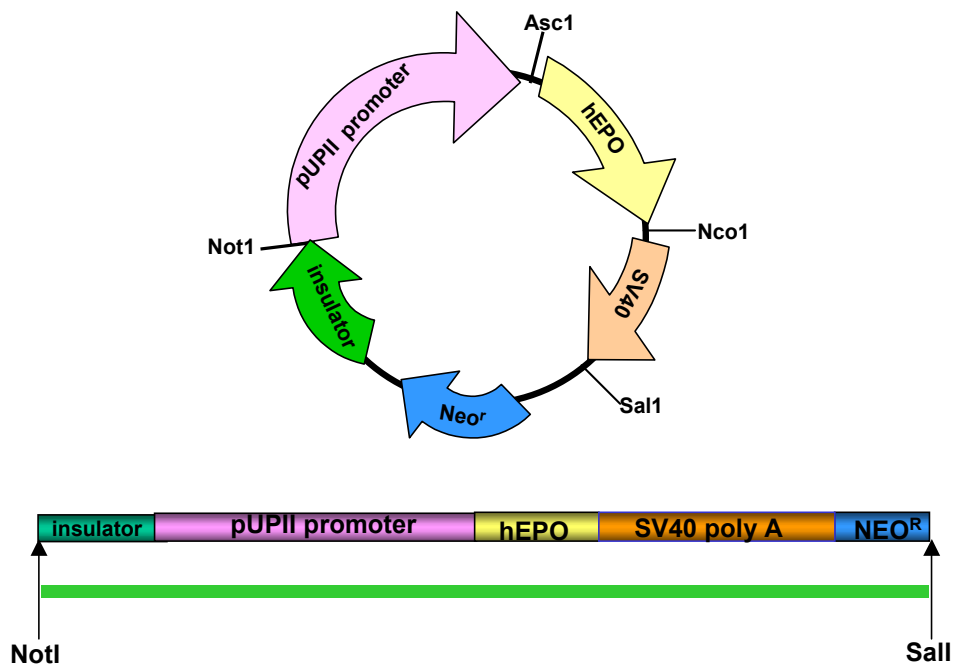 Asc1
pUPII promoter
hEPO
Not1
Nco1
insulator
SV40
Neoʳ
Sal1
insulator pUPII promoter hEPO SV40 poly A NEOᴿ
NotI SalI